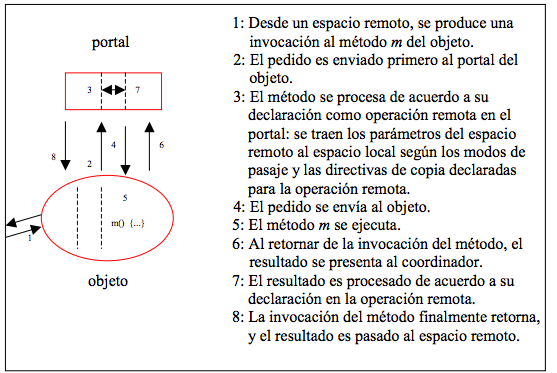 portal
3
7
8
2
4
6
5
m() {...}
1
objeto
1: Desde un espacio remoto, se produce una
invocación al método m del objeto.
2: El pedido es enviado primero al portal del
objeto.
3: El método se procesa de acuerdo a su
declaración como operación remota en el
portal: se traen los parámetros del espacio
remoto al espacio local según los modos de
pasaje y las directivas de copia declaradas
para la operación remota.
4: El pedido se envía al objeto.
5: El método m se ejecuta.
6: Al retornar de la invocación del método, el
resultado se presenta al coordinador.
7: El resultado es procesado de acuerdo a su
declaración en la operación remota.
8: La invocación del método finalmente retorna,
y el resultado es pasado al espacio remoto.